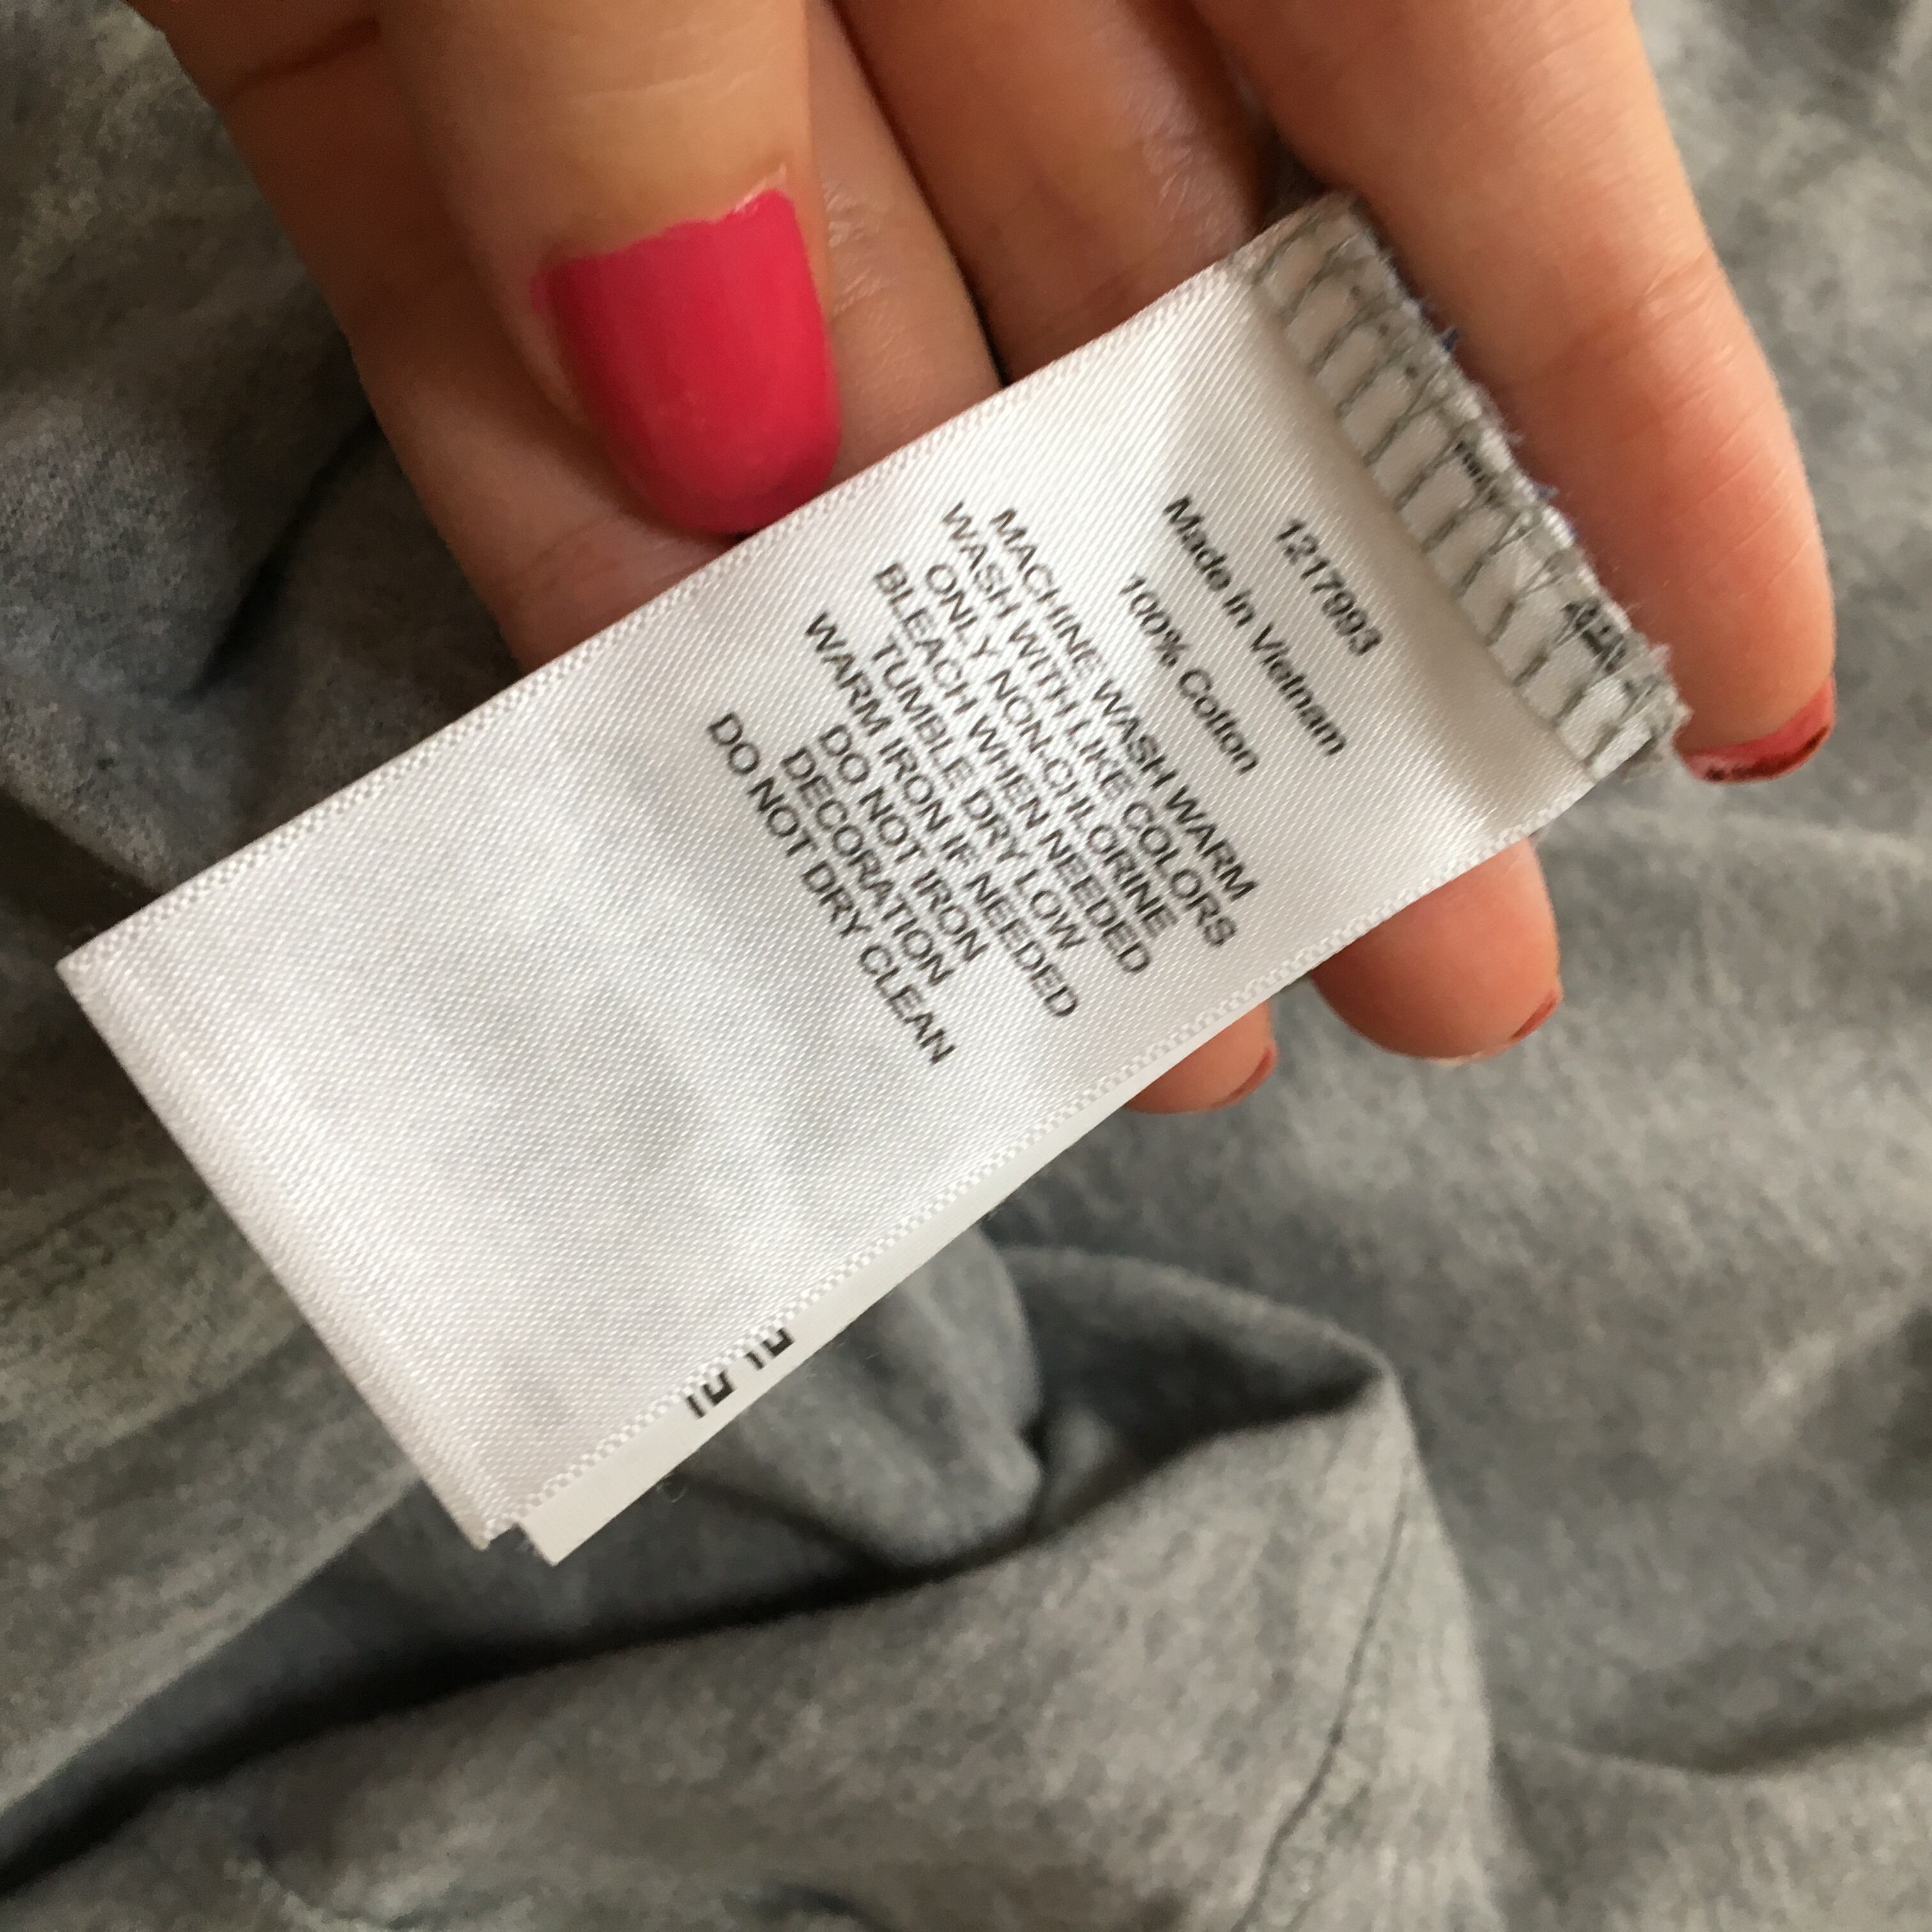 1217993
Made in Vietnam
100% Cotton
MACHINE WASH WARM
WASH WITH LIKE COLORS
ONLY NON-CHLORINE
BLEACH WHEN NEEDED
TUMBLE DRY LOW
WARM IRON IF NEEDED
DO NOT IRON
DECORATION
DO NOT DRY CLEAN